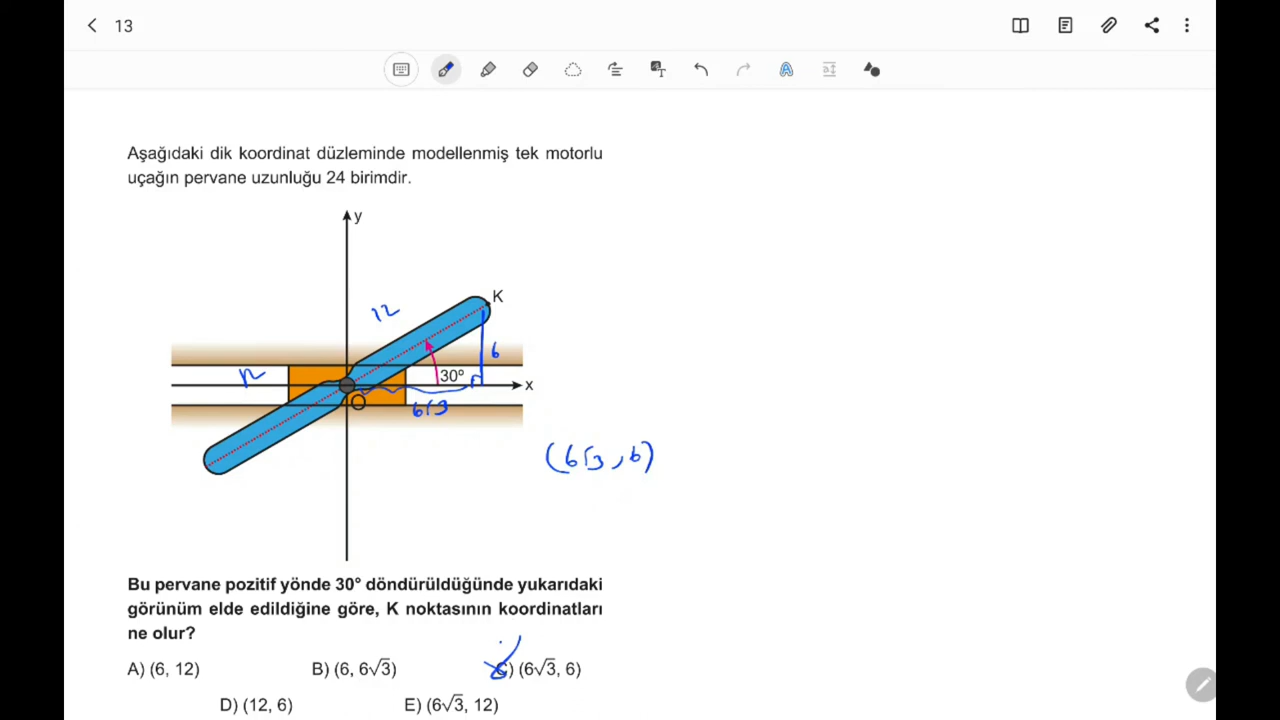 13
Aşağıdaki dik koordinat düzleminde modellenmiş tek motorlu
uçağın pervane uzunluğu 24 birimdir.
y
K
12
6
12
30°
x
O
6√3
(6√3, 6)
Bu pervane pozitif yönde 30° döndürüldüğünde yukarıdaki
görünüm elde edildiğine göre, K noktasının koordinatları
ne olur?
A) (6, 12) B) (6, 6√3) C) (6√3, 6)
D) (12, 6) E) (6√3, 12)